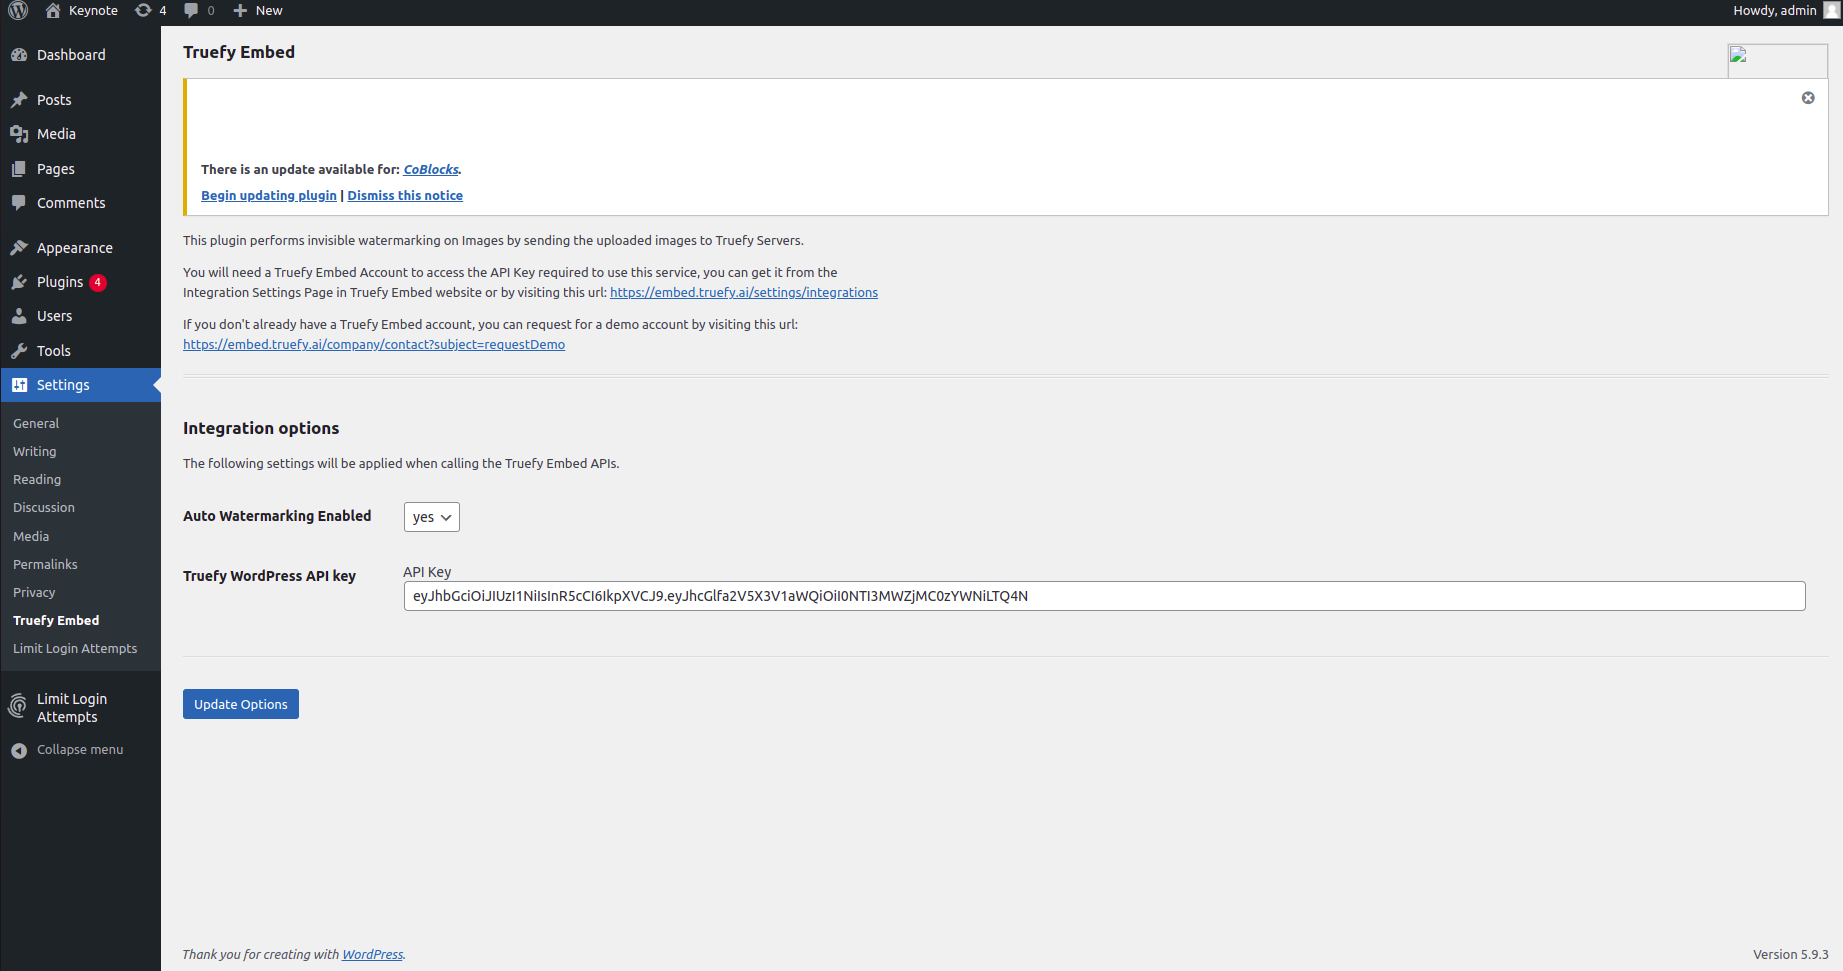 Keynote 4 0 New Howdy, admin
Dashboard
Posts
Media
Pages
Comments
Appearance
Plugins 4
Users
Tools
Settings
General
Writing
Reading
Discussion
Media
Permalinks
Privacy
Truefy Embed
Limit Login Attempts
Limit Login
Attempts
Collapse menu
Truefy Embed
There is an update available for: CoBlocks.
Begin updating plugin | Dismiss this notice
This plugin performs invisible watermarking on Images by sending the uploaded images to Truefy Servers.
You will need a Truefy Embed Account to access the API Key required to use this service, you can get it from the
Integration Settings Page in Truefy Embed website or by visiting this url: https://embed.truefy.ai/settings/integrations
If you don't already have a Truefy Embed account, you can request for a demo account by visiting this url:
https://embed.truefy.ai/company/contact?subject=requestDemo
Integration options
The following settings will be applied when calling the Truefy Embed APIs.
Auto Watermarking Enabled yes
Truefy WordPress API key API Key
eyJhbGciOiJIUzI1NiIsInR5cCI6IkpXVCJ9.eyJhcGlfa2V5X3V1aWQiOiI0NTI3MWZjMC0zYWNiLTQ4N
Update Options
Thank you for creating with WordPress.
Version 5.9.3